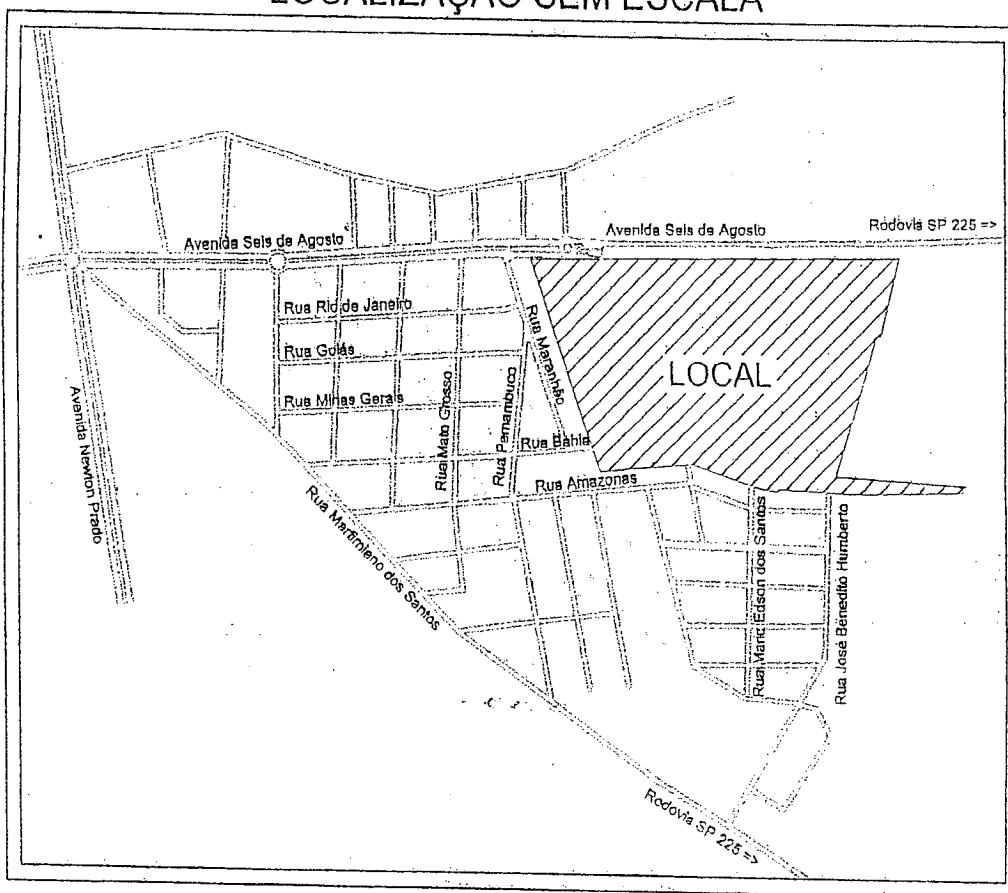 LOCALIZAÇÃO SEM ESCALA
Avenida Seis de Agosto
Avenida Seis de Agosto
Rodovia SP 225 =>
Rua Rio de Janeiro
Rua Maranhão
Rua Goiás
LOCAL
Avenida Newton Prado
Rua Minas Gerais
Rua Mato Grosso
Rua Pernambuco
Rua Bahia
Rua Amazonas
Rua Martimiano dos Santos
Rua Mario Edson dos Santos
Rua José Benedito Humberto
Rodovia SP 225 =>